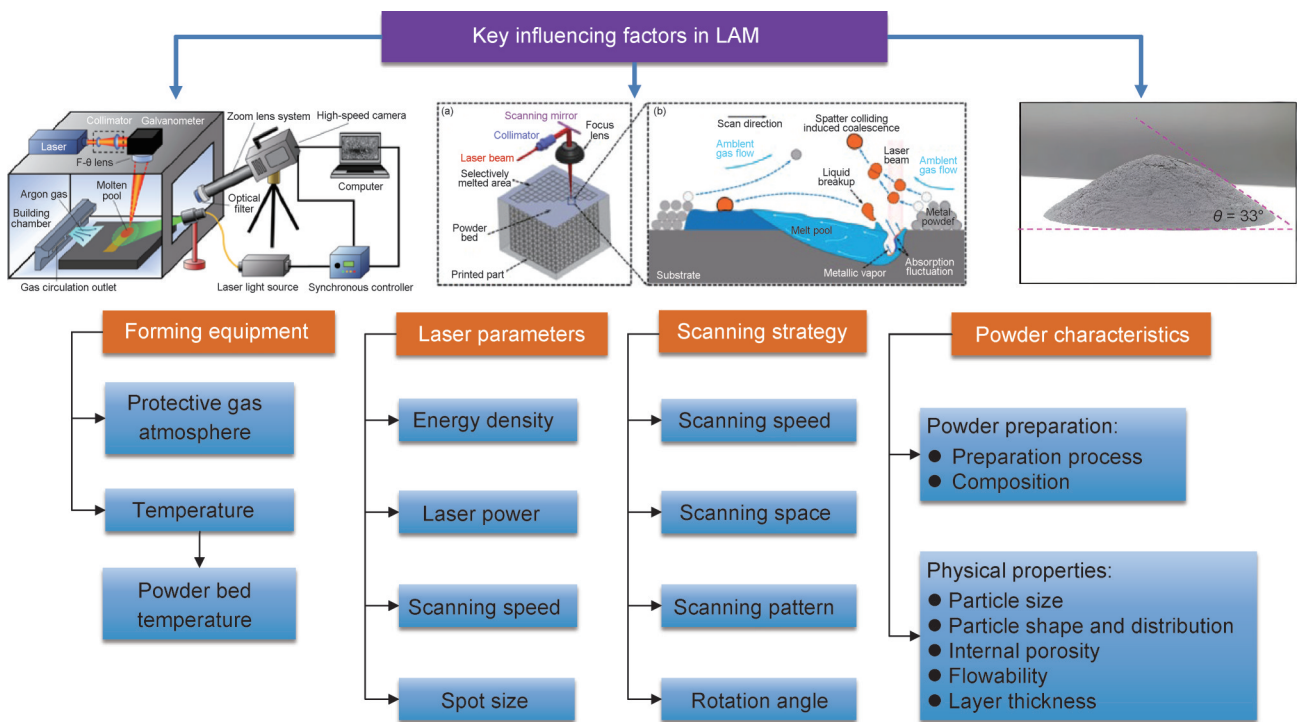 Key influencing factors in LAM
Zoom lens system
High-speed camera
Collimator
Galvanometer
Laser
F-θ lens
Computer
Argon gas
Molten
pool
Building
chamber
Optical
filter
Gas circulation outlet
Laser light source
Synchronous controller
(a)
Scanning mirror
Collimator
Focus
lens
Laser beam
Selectively
melted area
Powder
bed
Printed part
(b)
Scan direction
Spatter colliding
induced coalescence
Ambient
gas flow
Laser
beam
Ambient
gas flow
Liquid
breakup
Metal
powder
Melt pool
Substrate
Metallic vapor
Absorption
fluctuation
θ = 33°
Forming equipment
Protective gas
atmosphere
Temperature
Powder bed
temperature
Laser parameters
Energy density
Laser power
Scanning speed
Spot size
Scanning strategy
Scanning speed
Scanning space
Scanning pattern
Rotation angle
Powder characteristics
Powder preparation:
● Preparation process
● Composition
Physical properties:
● Particle size
● Particle shape and distribution
● Internal porosity
● Flowability
● Layer thickness